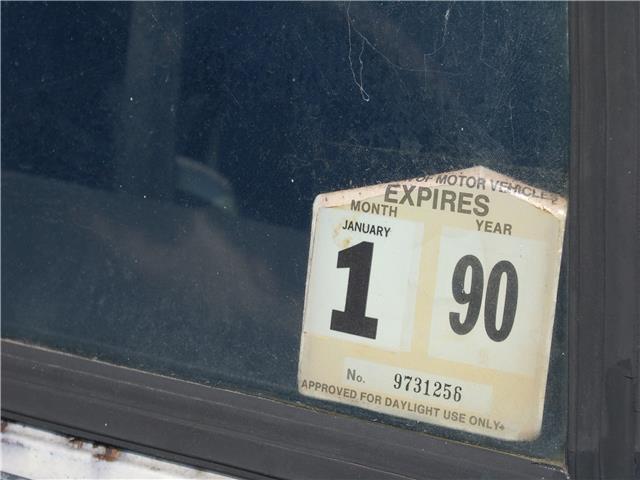 OF MOTOR VEHICLES
EXPIRES
MONTH YEAR
JANUARY
1 90
No. 9731256
APPROVED FOR DAYLIGHT USE ONLY